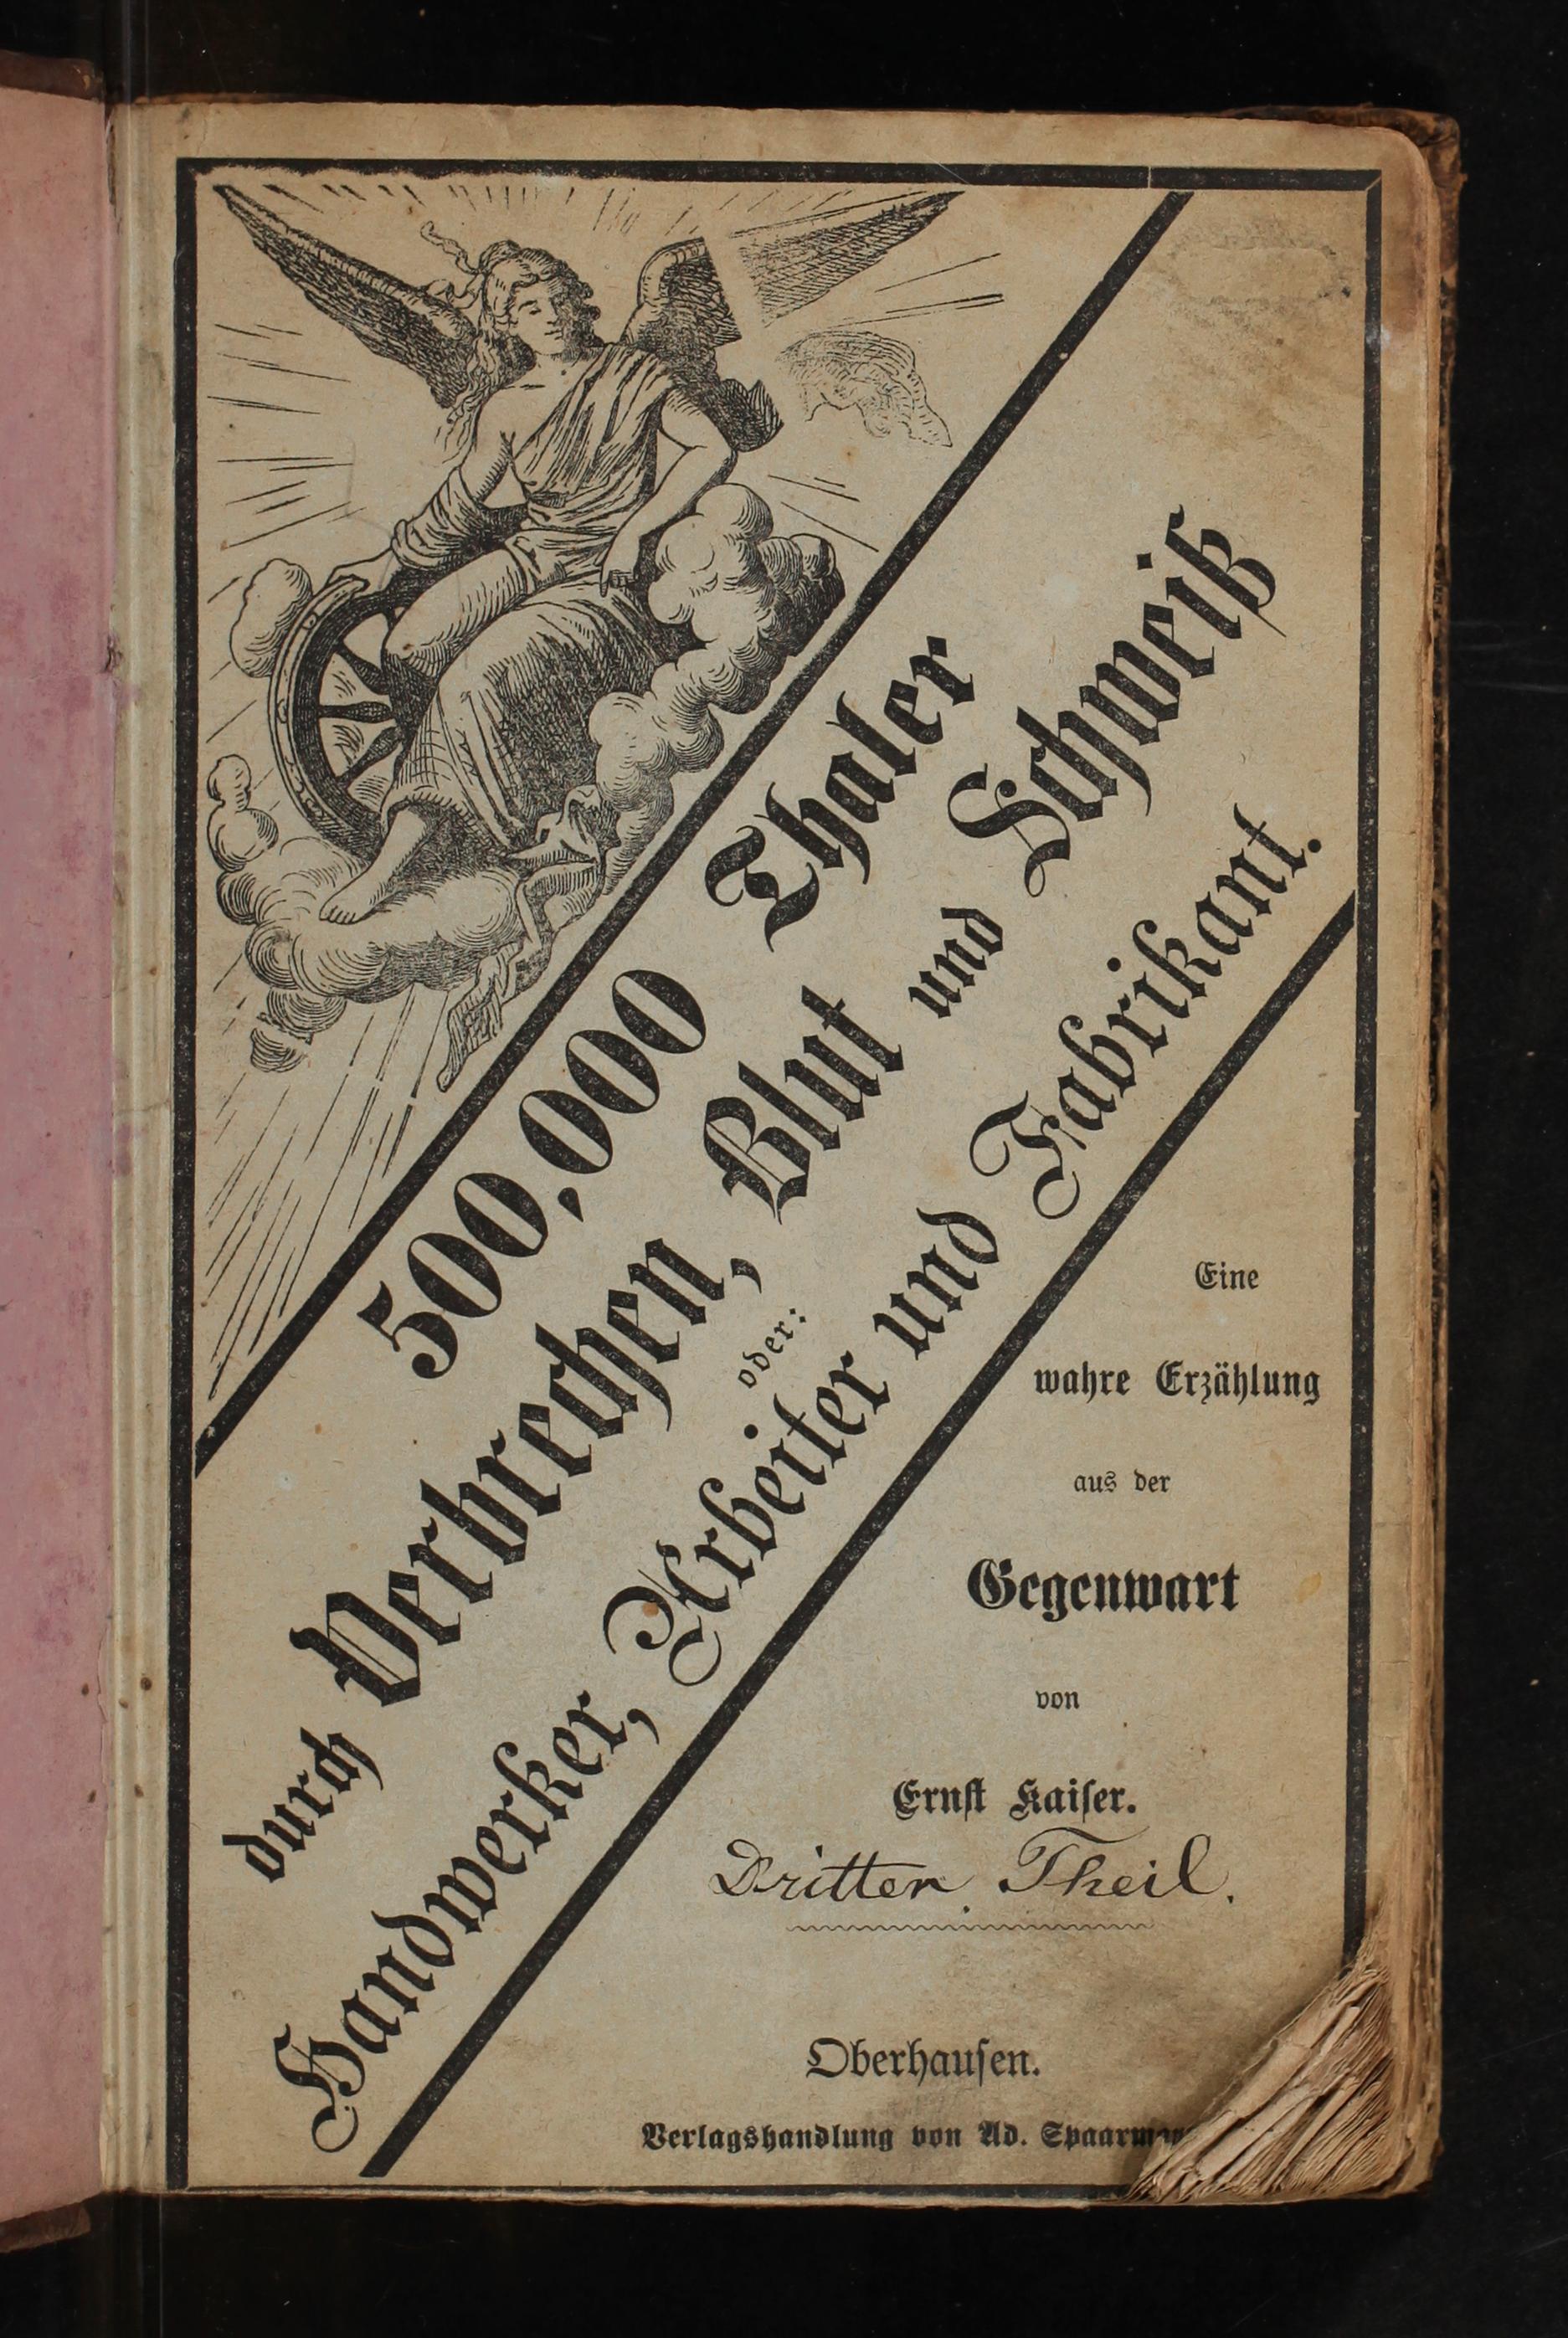 500,000 Thaler
durch Verbrechen, Blut und Schweiß
oder:
Handwerker, Arbeiter und Fabrikant.
Eine
wahre Erzählung
aus der
Gegenwart
von
Ernst Kaiser.
Dritter Theil.
Oberhausen.
Verlagshandlung von Ad.